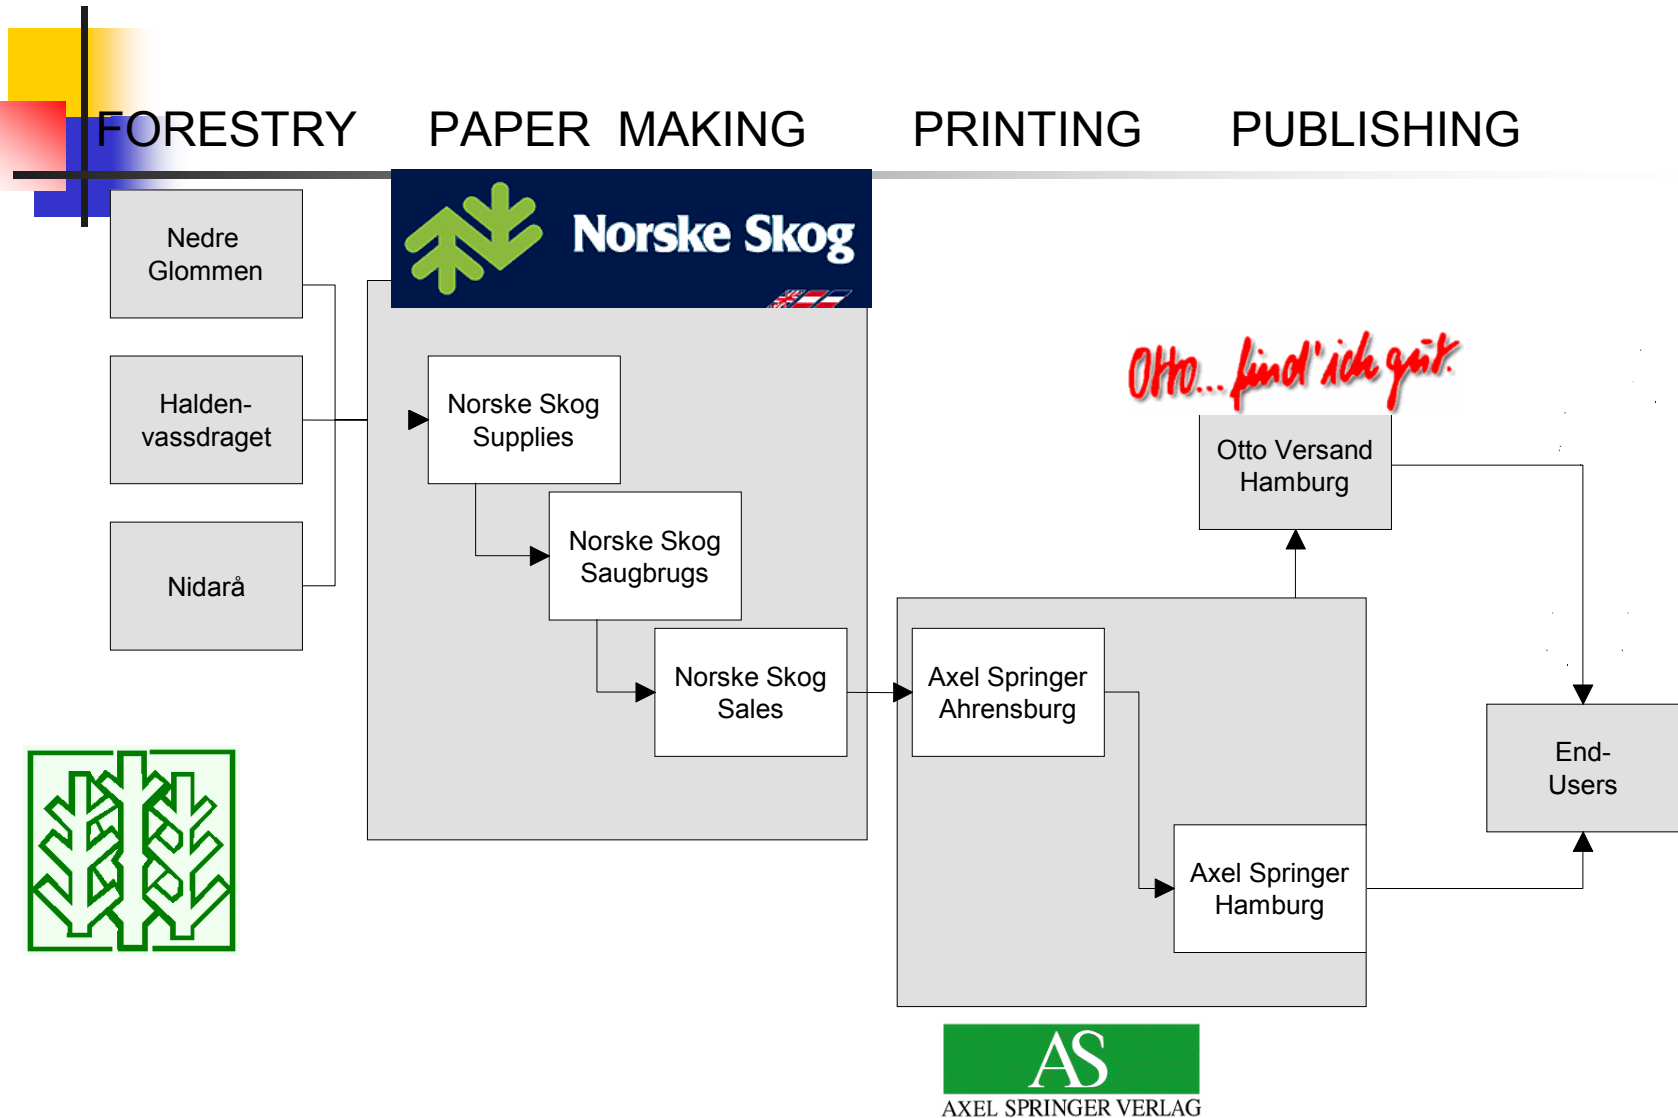 FORESTRY PAPER MAKING PRINTING PUBLISHING
Norske Skog
Nedre
Glommen
Halden-
vassdraget
Nidarå
Norske Skog
Supplies
Norske Skog
Saugbrugs
Norske Skog
Sales
Otto... find' ich gut.
Otto Versand
Hamburg
Axel Springer
Ahrensburg
Axel Springer
Hamburg
End-
Users
AS
AXEL SPRINGER VERLAG